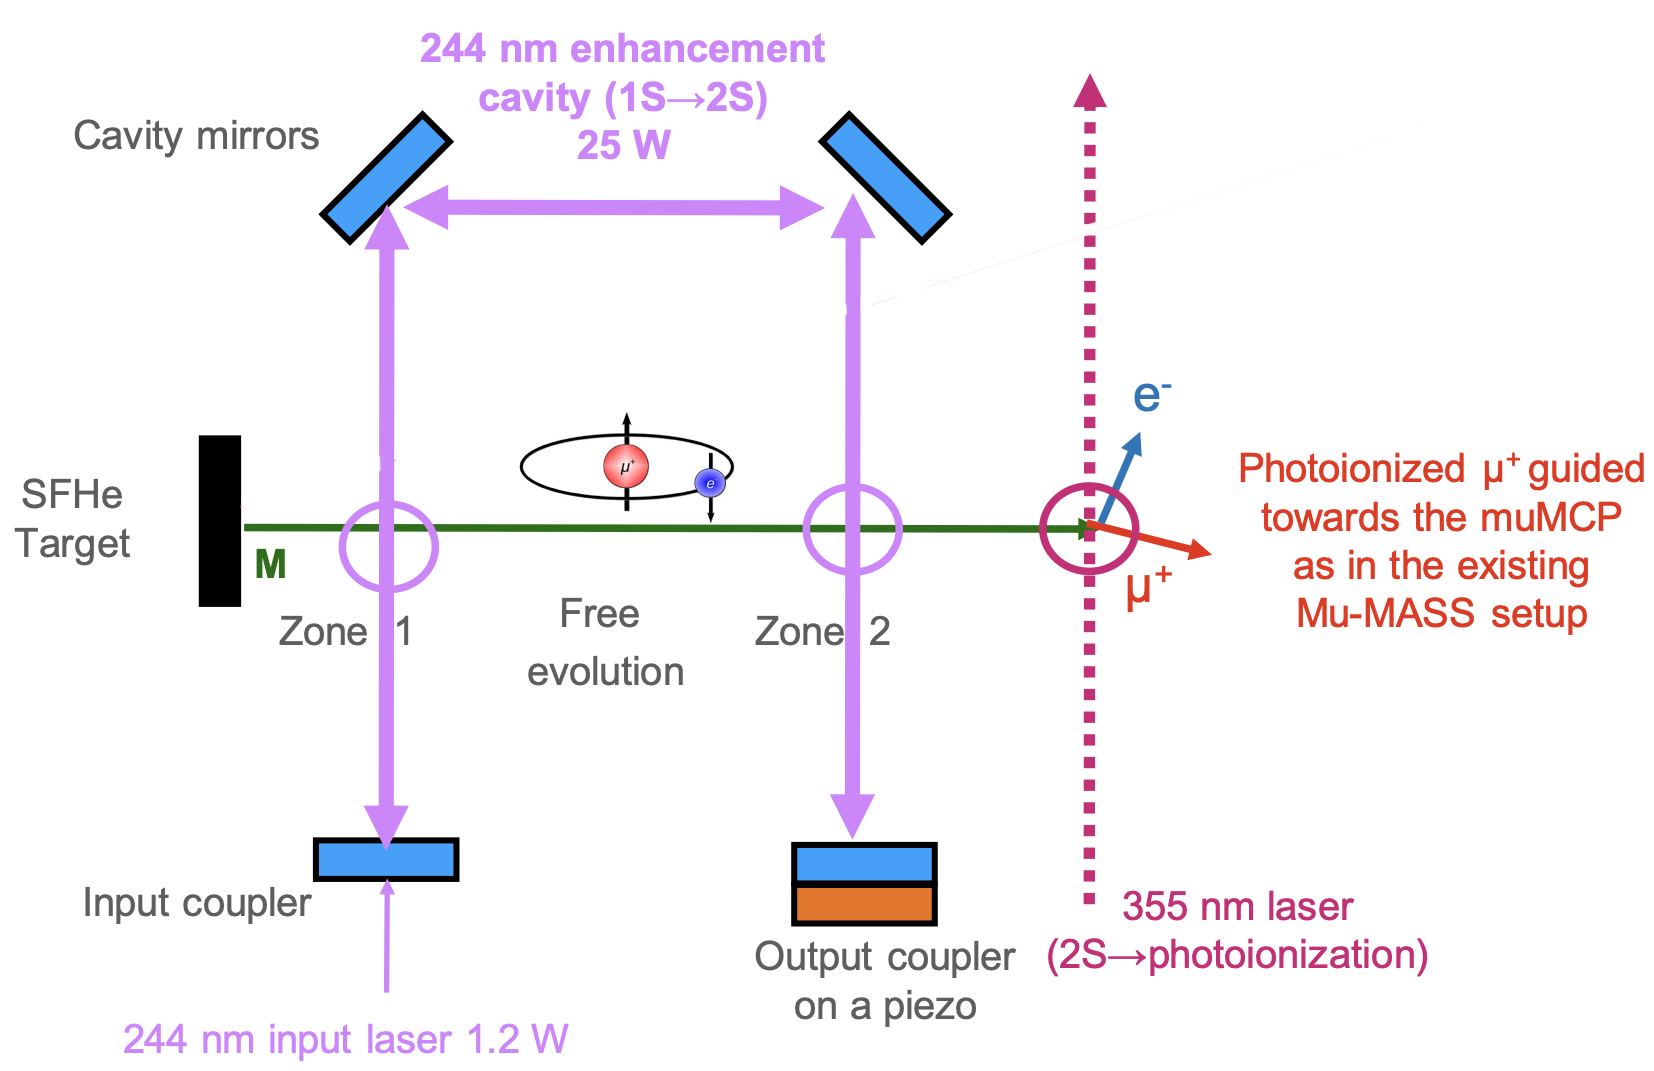 244 nm enhancement
cavity (1S→2S)
25 W
Cavity mirrors
e-
SFHe
Target
M
μ+
e-
Photoionized μ+ guided
towards the muMCP
as in the existing
Mu-MASS setup
μ+
Zone 1
Free
evolution
Zone 2
Input coupler
355 nm laser
(2S→photoionization)
Output coupler
on a piezo
244 nm input laser 1.2 W